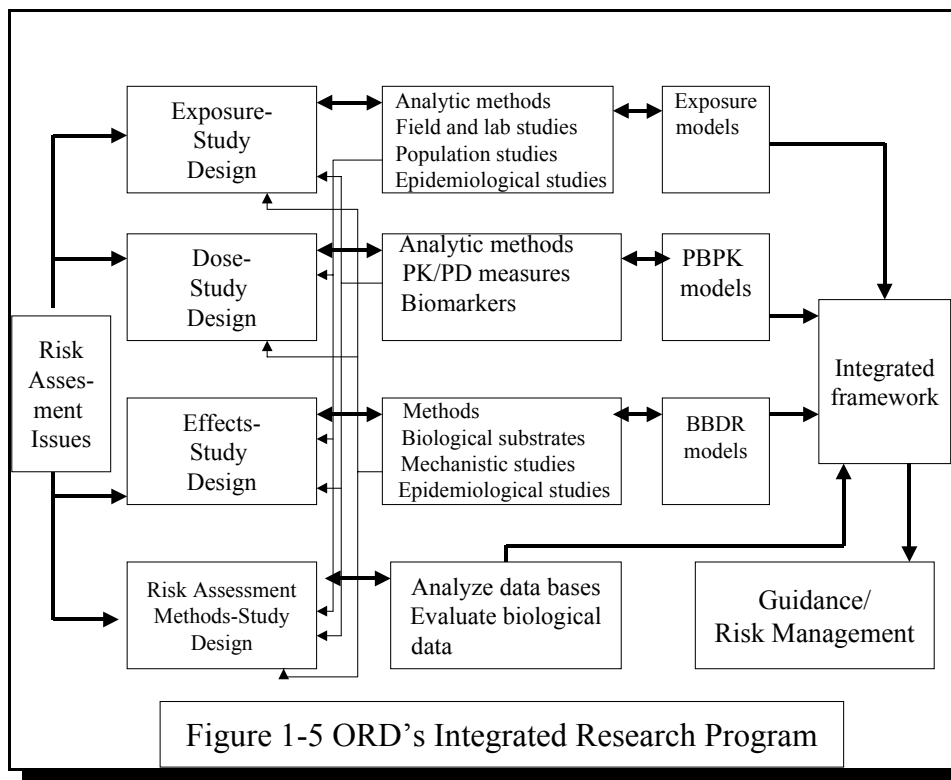 Exposure-
Study
Design
Analytic methods
Field and lab studies
Population studies
Epidemiological studies
Exposure
models
Dose-
Study
Design
Analytic methods
PK/PD measures
Biomarkers
PBPK
models
Risk
Asses-
ment
Issues
Integrated
framework
Effects-
Study
Design
Methods
Biological substrates
Mechanistic studies
Epidemiological studies
BBDR
models
Risk Assessment
Methods-Study
Design
Analyze data bases
Evaluate biological
data
Guidance/
Risk Management
Figure 1-5 ORD's Integrated Research Program